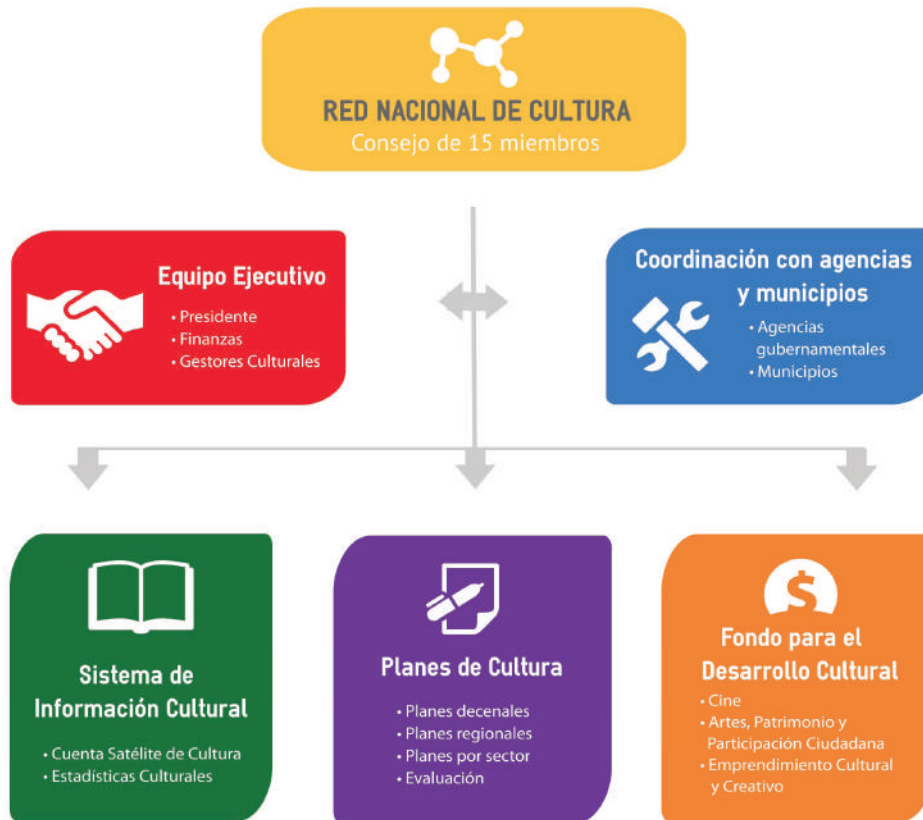 RED NACIONAL DE CULTURA
Consejo de 15 miembros
Equipo Ejecutivo
• Presidente
• Finanzas
• Gestores Culturales
Coordinación con agencias
y municipios
• Agencias
gubernamentales
• Municipios
Sistema de
Información Cultural
• Cuenta Satélite de Cultura
• Estadísticas Culturales
Planes de Cultura
• Planes decenales
• Planes regionales
• Planes por sector
• Evaluación
$
Fondo para el
Desarrollo Cultural
• Cine
• Artes, Patrimonio y
Participación Ciudadana
• Emprendimiento Cultural
y Creativo